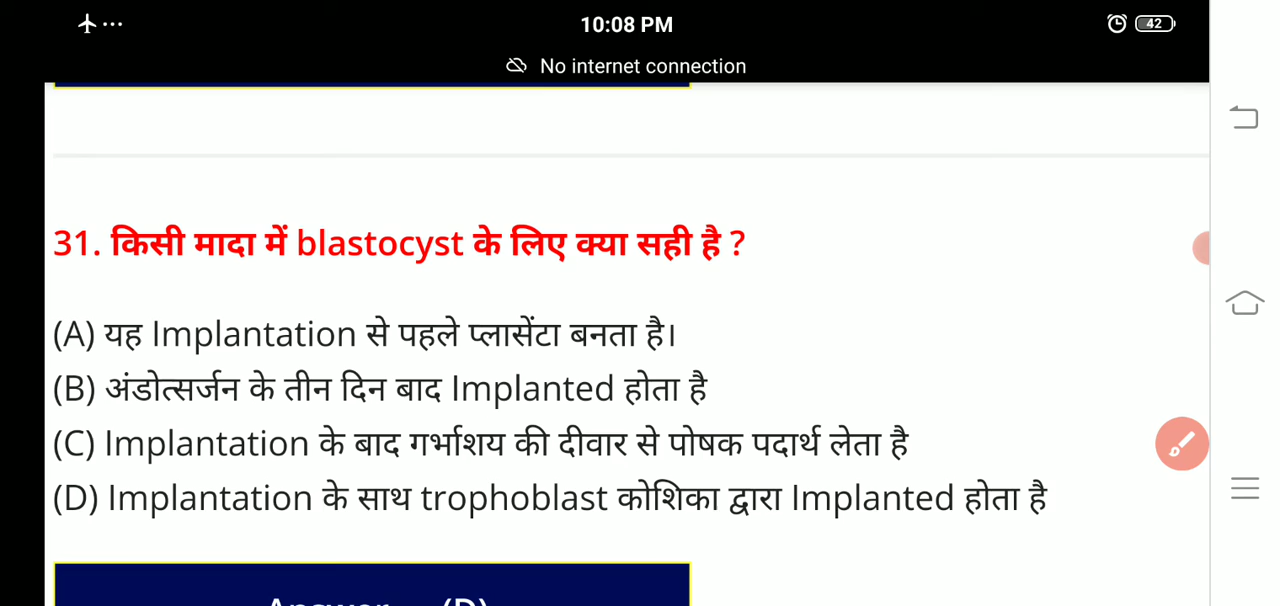 10:08 PM
42
No internet connection
31. किसी मादा में blastocyst के लिए क्या सही है ?
(A) यह Implantation से पहले प्लासेंटा बनता है।
(B) अंडोत्सर्जन के तीन दिन बाद Implanted होता है
(C) Implantation के बाद गर्भाशय की दीवार से पोषक पदार्थ लेता है
(D) Implantation के साथ trophoblast कोशिका द्वारा Implanted होता है
Answer (D)